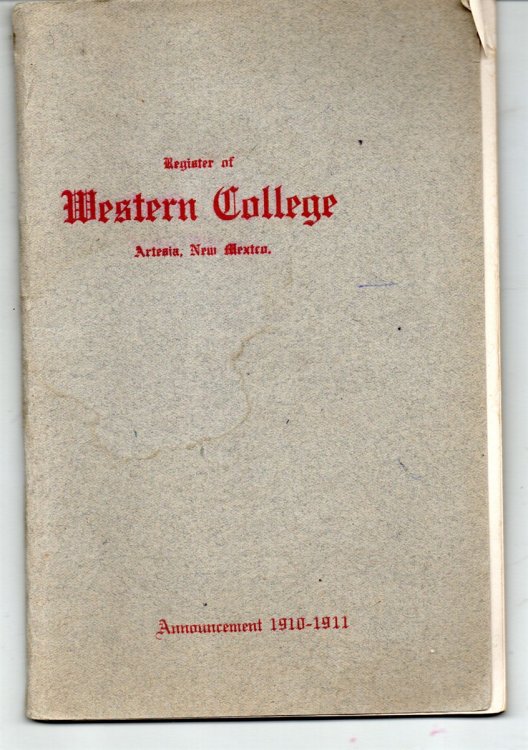 Register of
Western College
Artesia, New Mexico.
Announcement 1910-1911